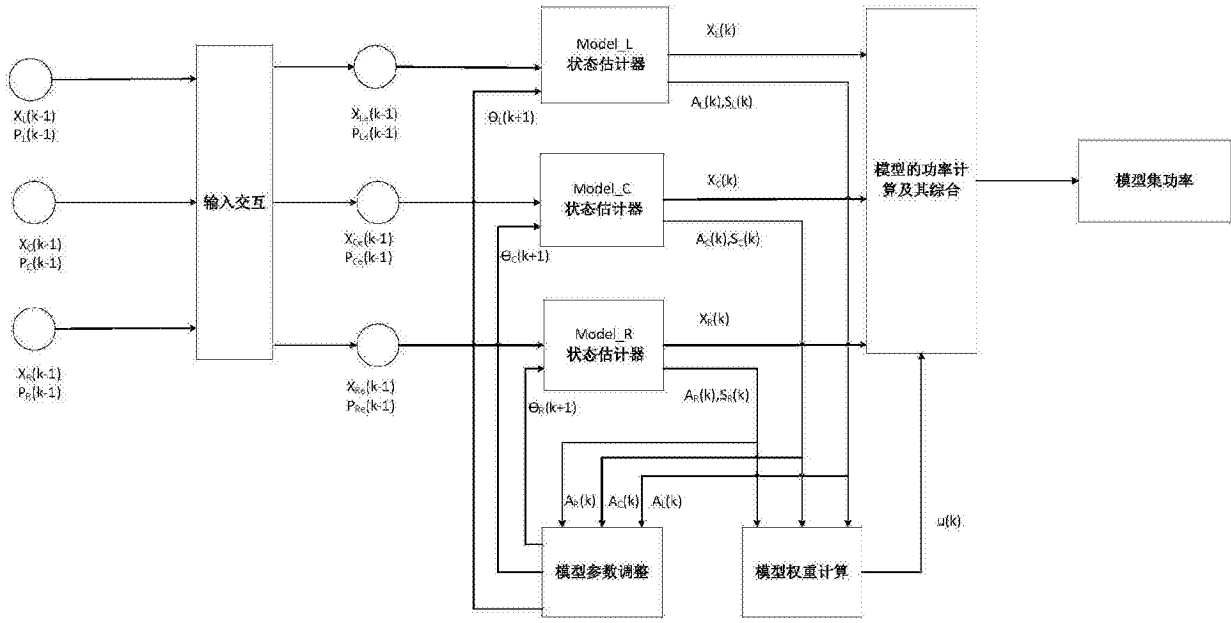 X_L(k-1)
P_L(k-1)
X_C(k-1)
P_C(k-1)
X_R(k-1)
P_R(k-1)
输入交互
X_Le(k-1)
P_Le(k-1)
X_Ce(k-1)
P_Ce(k-1)
X_Re(k-1)
P_Re(k-1)
Model_L
状态估计器
Θ_L(k+1)
Model_C
状态估计器
Θ_C(k+1)
Model_R
状态估计器
Θ_R(k+1)
X_L(k)
A_L(k),S_L(k)
X_C(k)
A_C(k),S_C(k)
X_R(k)
A_R(k),S_R(k)
A_R(k) A_C(k) A_L(k)
模型参数调整
模型权重计算
u(k)
模型的功率计
算及其综合
模型集功率